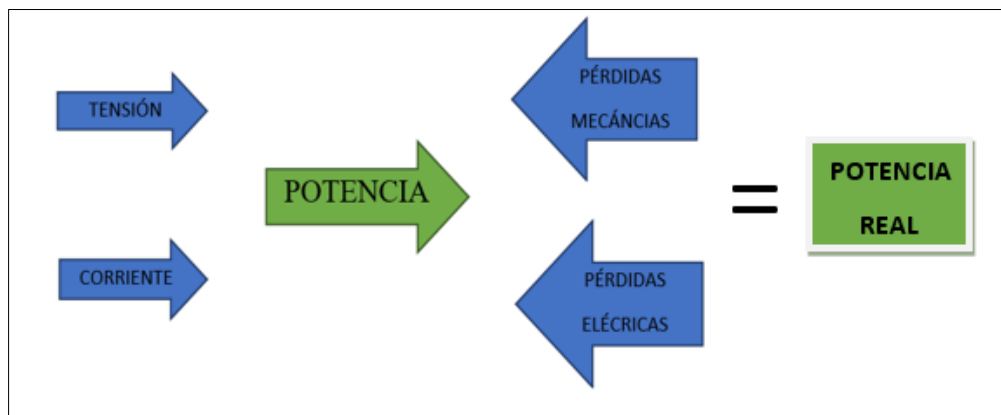 TENSIÓN
CORRIENTE
POTENCIA
PÉRDIDAS
MECÁNCIAS
PÉRDIDAS
ELÉCRICAS
=
POTENCIA
REAL